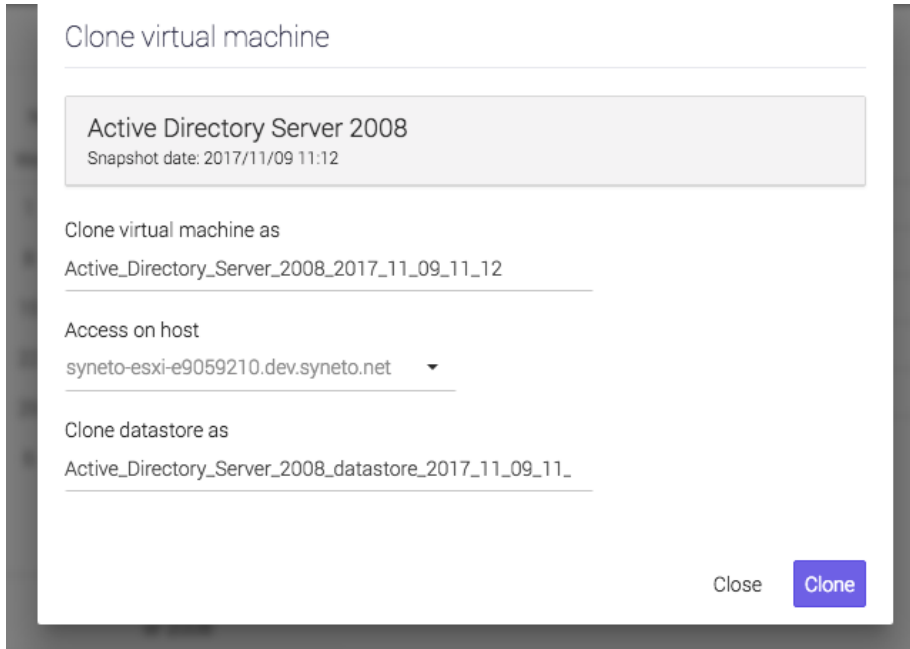 Clone virtual machine
Active Directory Server 2008
Snapshot date: 2017/11/09 11:12
Clone virtual machine as
Active_Directory_Server_2008_2017_11_09_11_12
Access on host
syneto-esxi-e9059210.dev.syneto.net
Clone datastore as
Active_Directory_Server_2008_datastore_2017_11_09_11_
Close
Clone